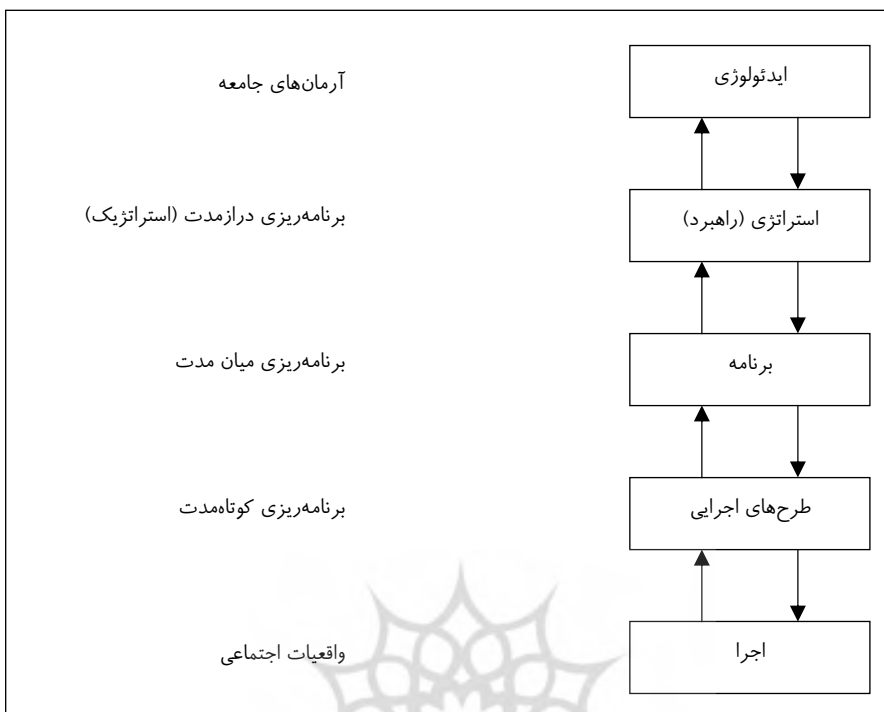 ایدئولوژی
آرمان‌های جامعه
استراتژی (راهبرد)
برنامه‌ریزی درازمدت (استراتژیک)
برنامه
برنامه‌ریزی میان مدت
طرح‌های اجرایی
برنامه‌ریزی کوتاه‌مدت
اجرا
واقعیات اجتماعی